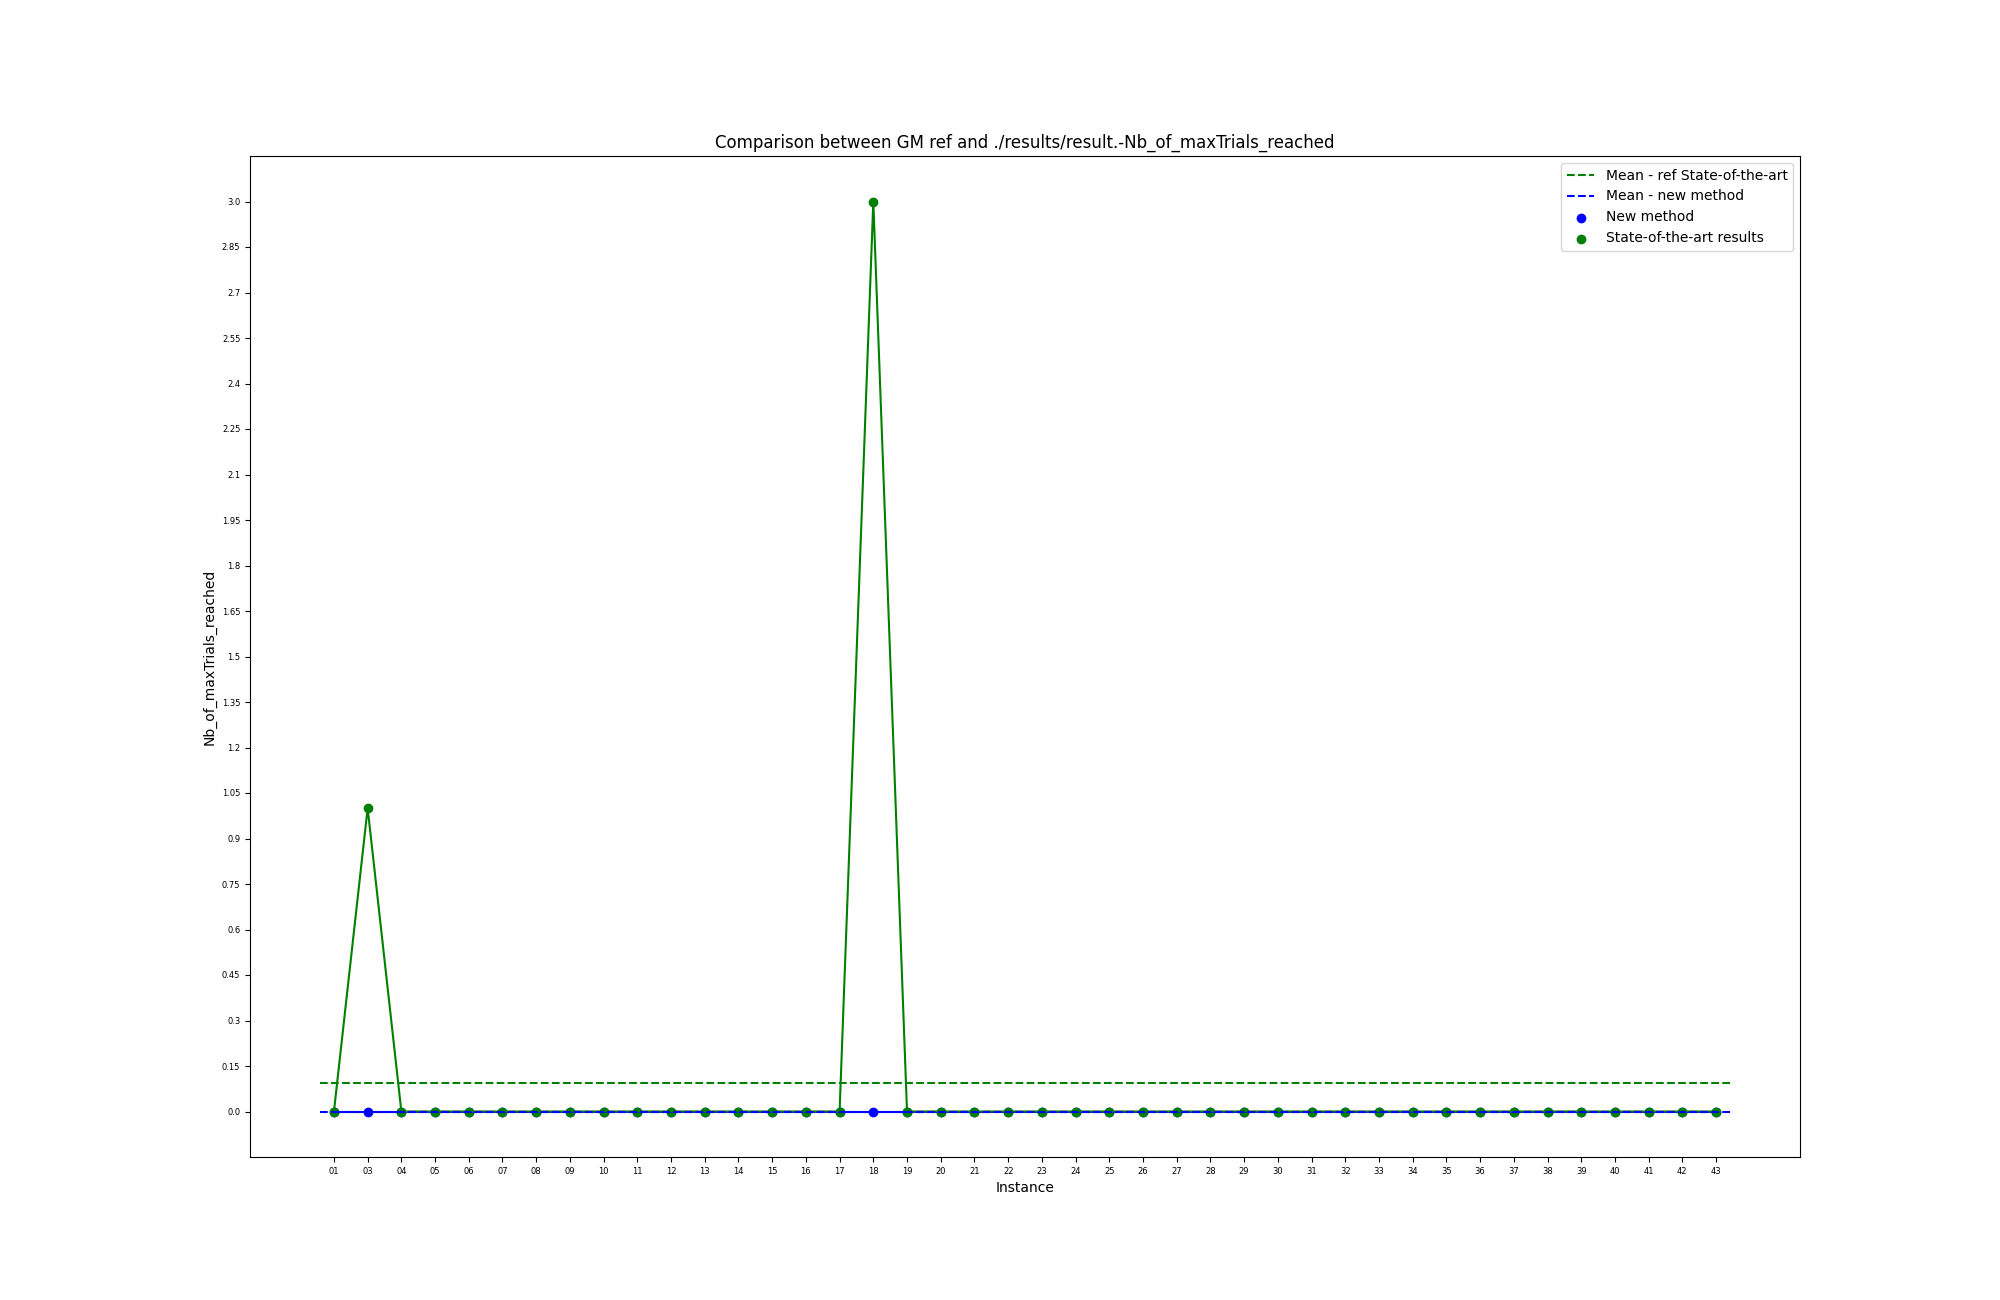 Comparison between GM ref and ./results/result.-Nb_of_maxTrials_reached
Mean - ref State-of-the-art
Mean - new method
New method
State-of-the-art results
3.0
2.85
2.7
2.55
2.4
2.25
2.1
1.95
1.8
1.65
1.5
1.35
1.2
1.05
0.9
0.75
0.6
0.45
0.3
0.15
0.0
Nb_of_maxTrials_reached
01 03 04 05 06 07 08 09 10 11 12 13 14 15 16 17 18 19 20 21 22 23 24 25 26 27 28 29 30 31 32 33 34 35 36 37 38 39 40 41 42 43
Instance